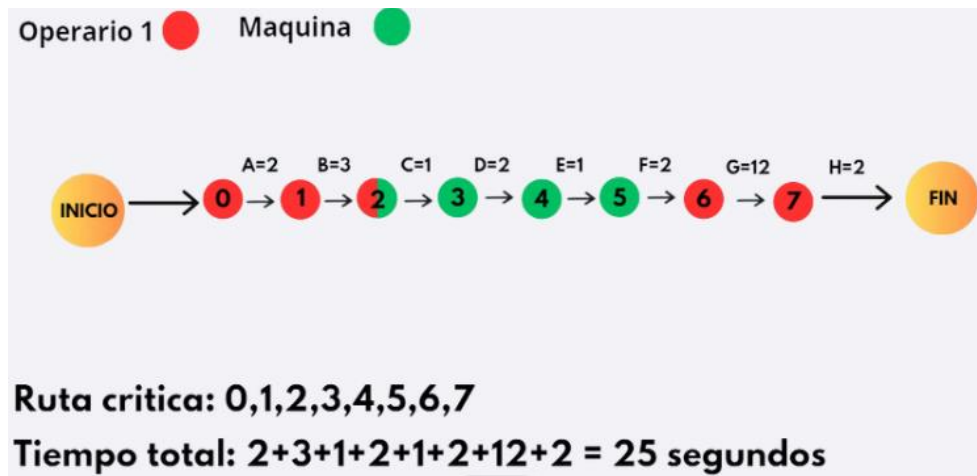 Operario 1 Maquina
A=2 B=3 C=1 D=2 E=1 F=2 G=12 H=2
INICIO 0 1 2 3 4 5 6 7 FIN
Ruta critica: 0,1,2,3,4,5,6,7
Tiempo total: 2+3+1+2+1+2+12+2 = 25 segundos